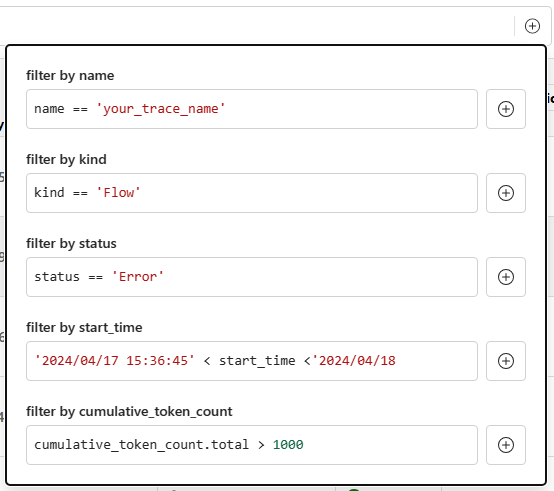 filter by name
name == 'your_trace_name'
filter by kind
kind == 'Flow'
filter by status
status == 'Error'
filter by start_time
'2024/04/17 15:36:45' < start_time <'2024/04/18
filter by cumulative_token_count
cumulative_token_count.total > 1000